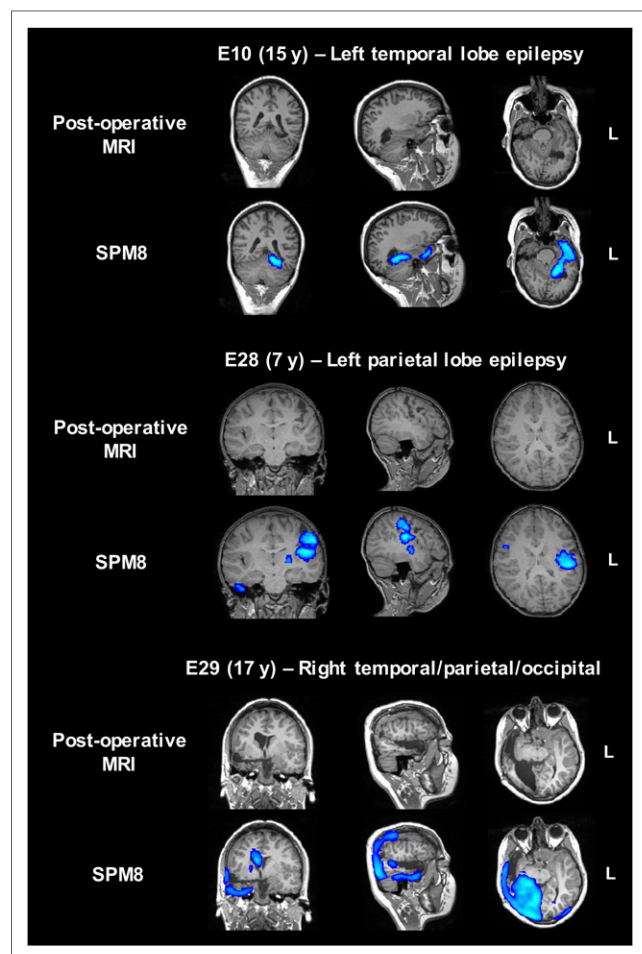 E10 (15 y) – Left temporal lobe epilepsy
Post-operative
MRI
L
SPM8
L
E28 (7 y) – Left parietal lobe epilepsy
Post-operative
MRI
L
SPM8
L
E29 (17 y) – Right temporal/parietal/occipital
Post-operative
MRI
L
SPM8
L